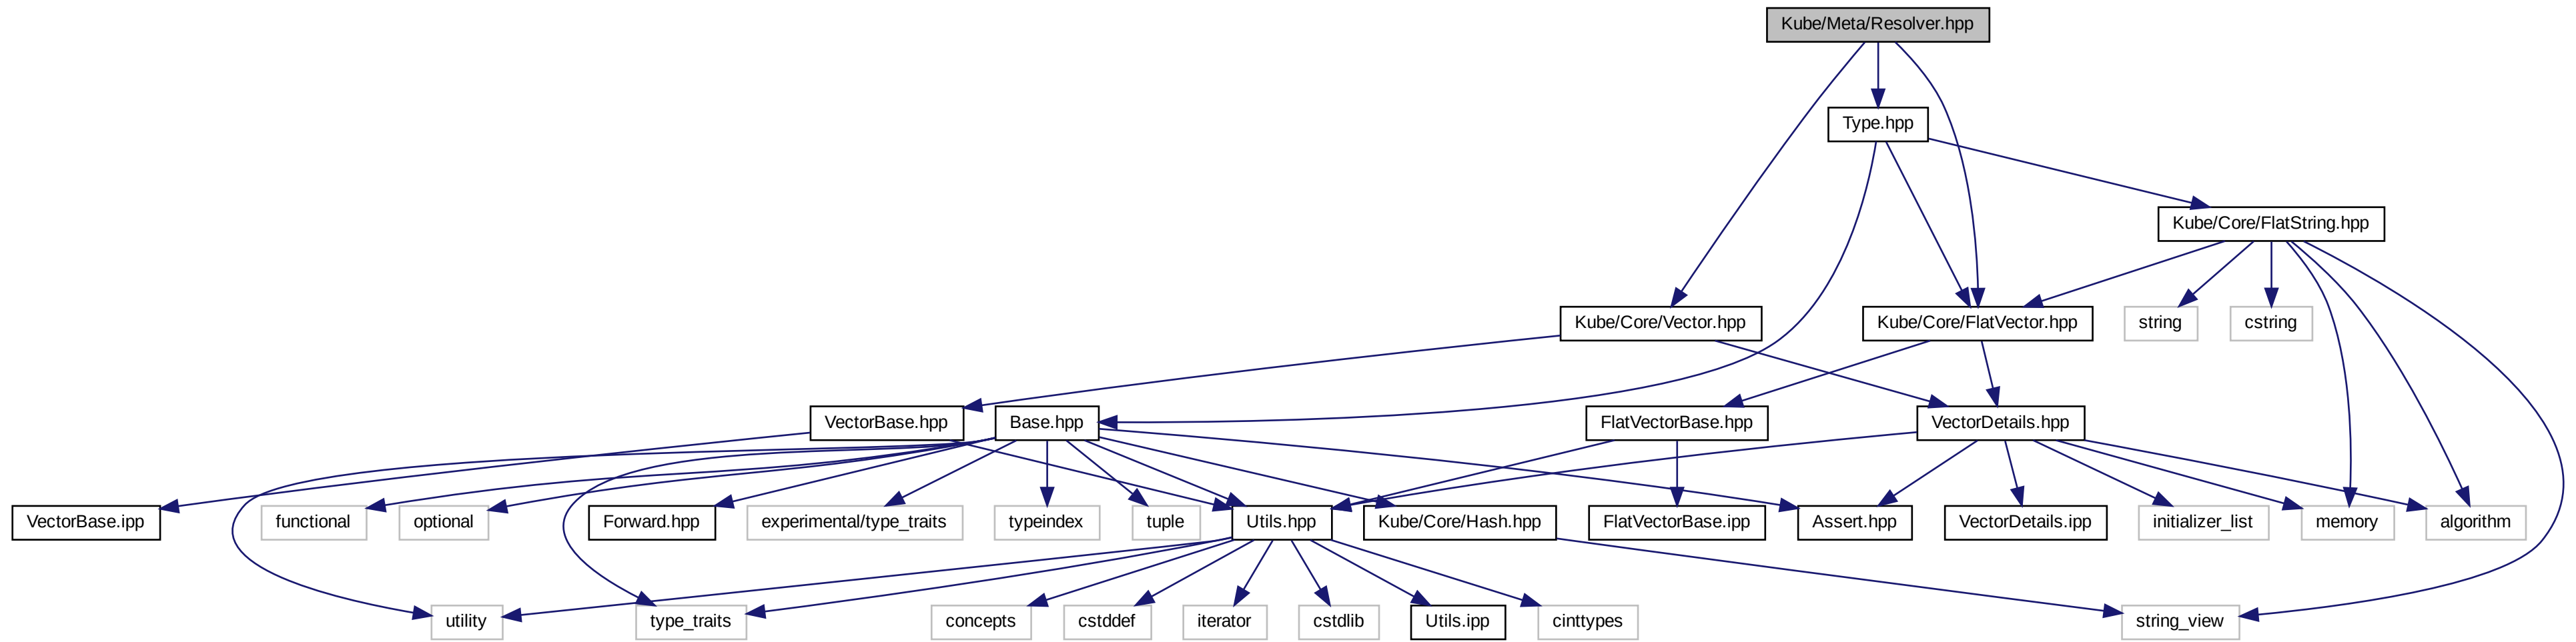 Kube/Meta/Resolver.hpp
Type.hpp
Kube/Core/FlatString.hpp
Kube/Core/Vector.hpp
Kube/Core/FlatVector.hpp
string
cstring
VectorBase.hpp
Base.hpp
FlatVectorBase.hpp
VectorDetails.hpp
VectorBase.ipp
functional
optional
Forward.hpp
experimental/type_traits
typeindex
tuple
Utils.hpp
Kube/Core/Hash.hpp
FlatVectorBase.ipp
Assert.hpp
VectorDetails.ipp
initializer_list
memory
algorithm
utility
type_traits
concepts
cstddef
iterator
cstdlib
Utils.ipp
cinttypes
string_view